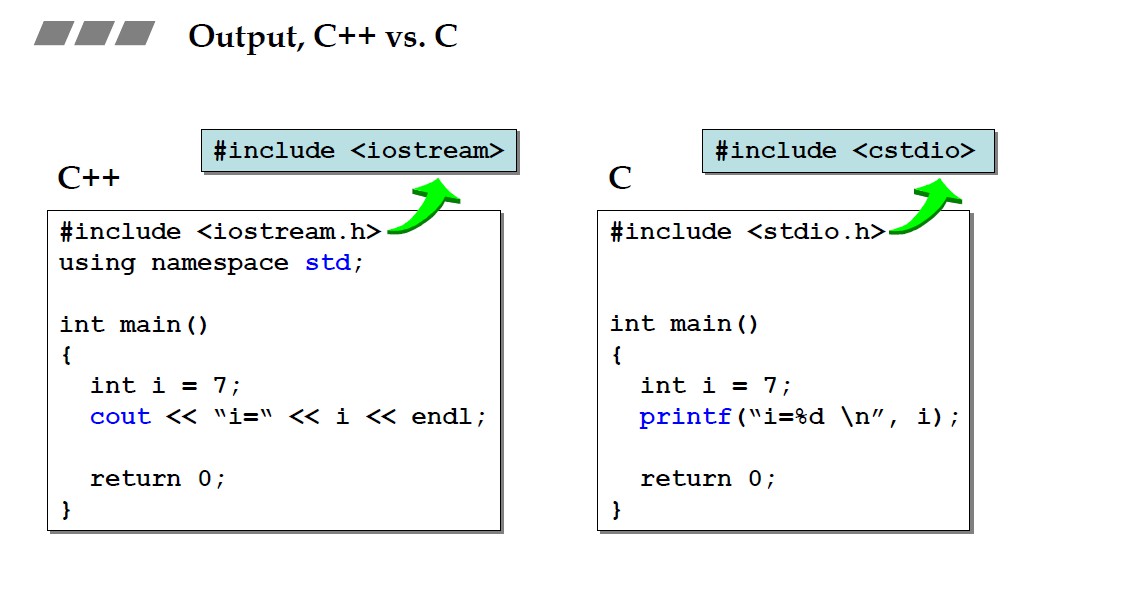 Output, C++ vs. C
#include <iostream>
C++
#include <iostream.h>
using namespace std;
int main()
{
int i = 7;
cout << “i=“ << i << endl;
return 0;
}
#include <cstdio>
C
#include <stdio.h>
int main()
{
int i = 7;
printf(“i=%d \n”, i);
return 0;
}